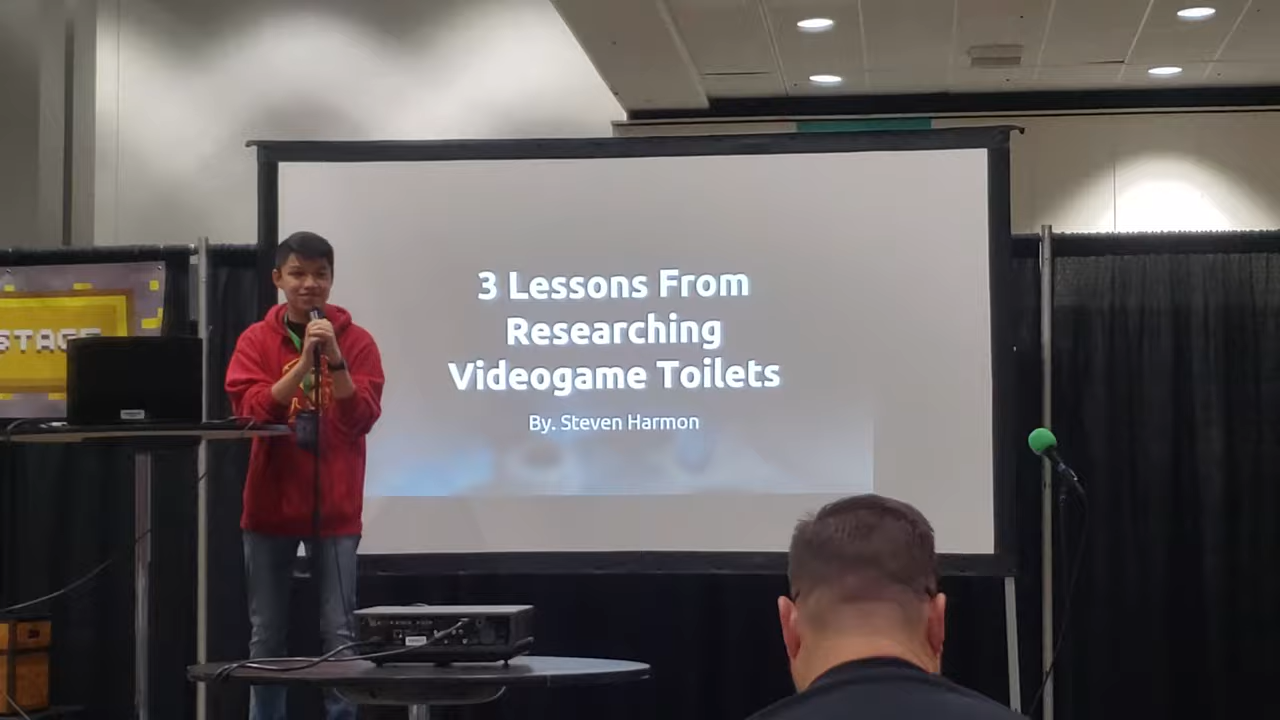 STAGE
3 Lessons From
Researching
Videogame Toilets
By. Steven Harmon